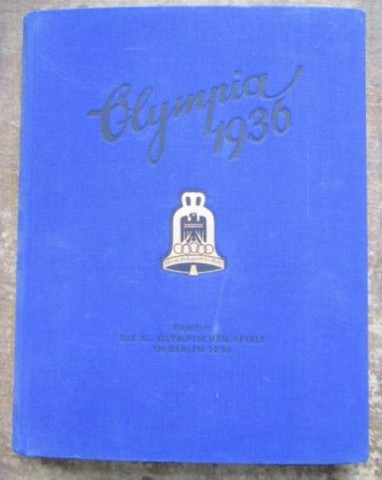 Olympia
1936
BAND
DIE XI. OLYMPISCHEN SPIELE
IN BERLIN 1936